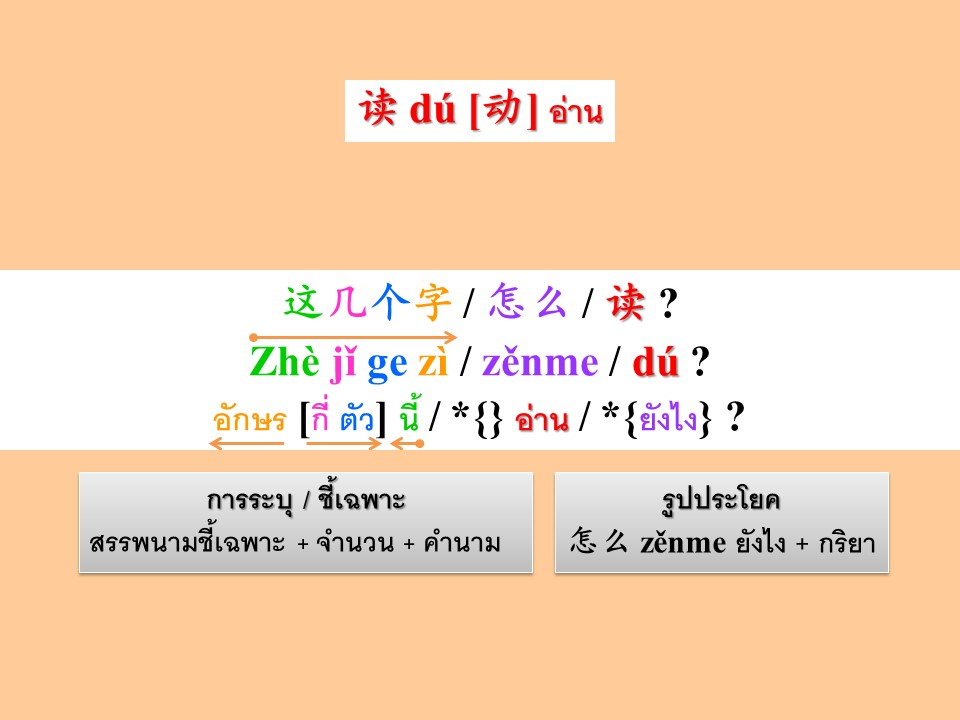 读 dú [动] อ่าน
这几个字 / 怎么 / 读 ?
Zhè jǐ ge zì / zěnme / dú ?
อักษร [กี่ ตัว] นี้ / *{} อ่าน / *{ยังไง} ?
การระบุ / ชี้เฉพาะ
สรรพนามชี้เฉพาะ + จำนวน + คำนาม
รูปประโยค
怎么 zěnme ยังไง + กริยา